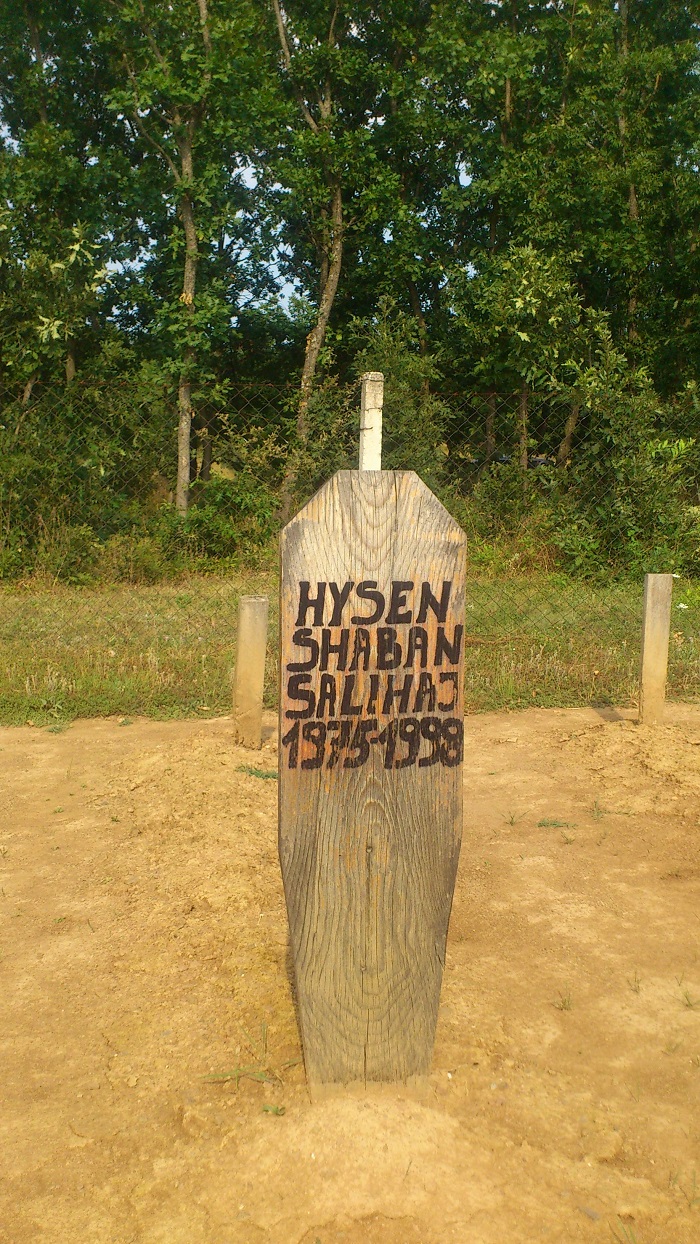 HYSEN
SHABAN
SALIHAJ
1975-1998